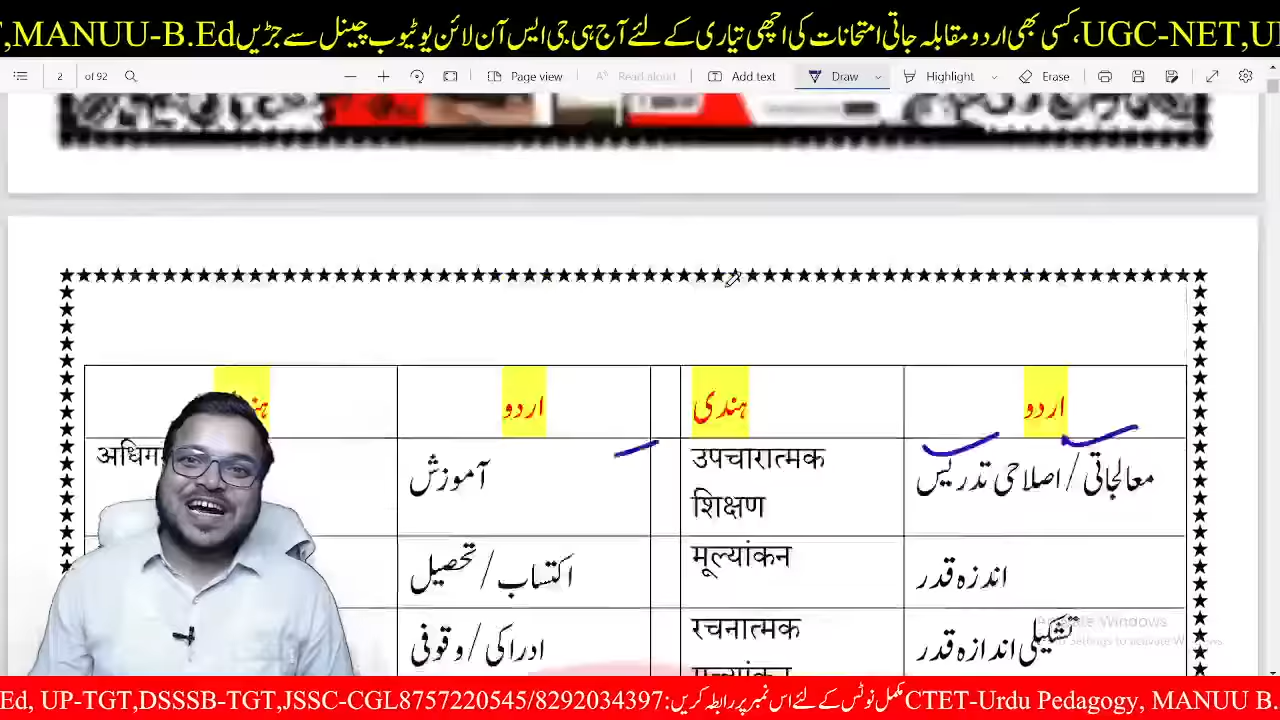 UGC-NET,U، کسی بھی اردو مقابلہ جاتی امتحانات کی اچھی تیاری کے لئے آج ہی جی ایس آن لائن یوٹیوب چینل سے جڑیں T,MANUU-B.Ed
2 of 92 Page view Read aloud Add text Draw Highlight Erase
اردو ہندی اردو
معالجاتی / اصلاحی تدریس उपचारात्मक आموزش अधिग
शिक्षण
اندزہ قدر मूल्यांकन اکتساب / تحصیل
تشکیلی اندازہ قدر रचनात्मक ادراکی / وقوفی
Windows
Settings to activate W
Ed, UP-TGT,DSSSB-TGT,JSSC-CGL مکمل نوٹس کے لئے اس نمبر پر رابطہ کریں: 8757220545/8292034397 CTET-Urdu Pedagogy, MANUU B.